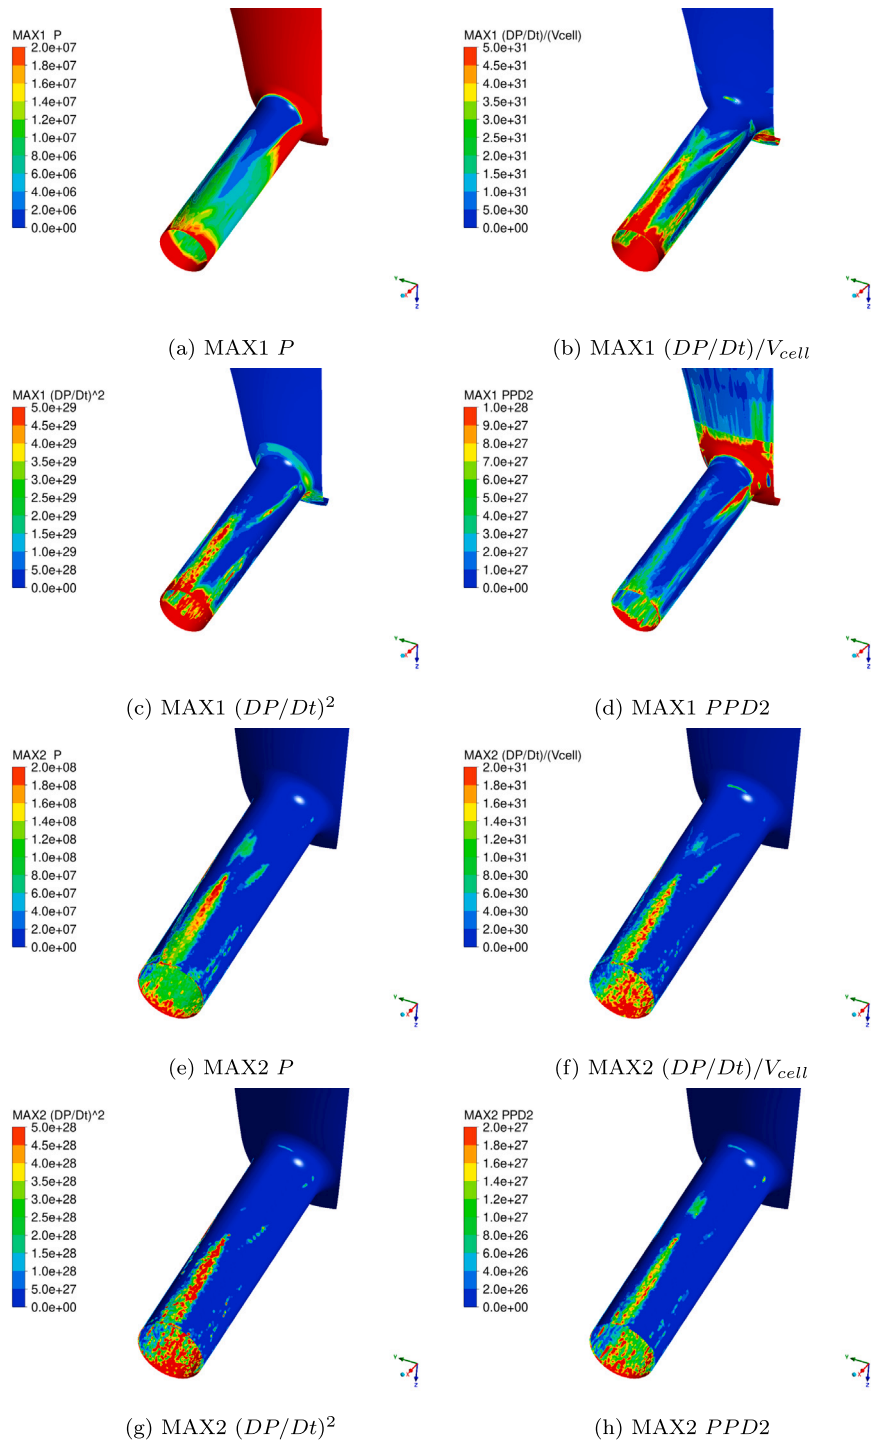 MAX1 P
2.0e+07
1.8e+07
1.6e+07
1.4e+07
1.2e+07
1.0e+07
8.0e+06
6.0e+06
4.0e+06
2.0e+06
0.0e+00
Y
X
Z
(a) MAX1 P
MAX1 (DP/Dt)/(Vcell)
5.0e+31
4.5e+31
4.0e+31
3.5e+31
3.0e+31
2.5e+31
2.0e+31
1.5e+31
1.0e+31
5.0e+30
0.0e+00
Y
X
Z
(b) MAX1 (DP/Dt)/V_{cell}
MAX1 (DP/Dt)^2
5.0e+29
4.5e+29
4.0e+29
3.5e+29
3.0e+29
2.5e+29
2.0e+29
1.5e+29
1.0e+29
5.0e+28
0.0e+00
Y
X
Z
(c) MAX1 (DP/Dt)²
MAX1 PPD2
1.0e+28
9.0e+27
8.0e+27
7.0e+27
6.0e+27
5.0e+27
4.0e+27
3.0e+27
2.0e+27
1.0e+27
0.0e+00
Y
X
Z
(d) MAX1 PPD2
MAX2 P
2.0e+08
1.8e+08
1.6e+08
1.4e+08
1.2e+08
1.0e+08
8.0e+07
6.0e+07
4.0e+07
2.0e+07
0.0e+00
Y
X
Z
(e) MAX2 P
MAX2 (DP/Dt)/(Vcell)
2.0e+31
1.8e+31
1.6e+31
1.4e+31
1.2e+31
1.0e+31
8.0e+30
6.0e+30
4.0e+30
2.0e+30
0.0e+00
Y
X
Z
(f) MAX2 (DP/Dt)/V_{cell}
MAX2 (DP/Dt)^2
5.0e+28
4.5e+28
4.0e+28
3.5e+28
3.0e+28
2.5e+28
2.0e+28
1.5e+28
1.0e+28
5.0e+27
0.0e+00
Y
X
Z
(g) MAX2 (DP/Dt)²
MAX2 PPD2
2.0e+27
1.8e+27
1.6e+27
1.4e+27
1.2e+27
1.0e+27
8.0e+26
6.0e+26
4.0e+26
2.0e+26
0.0e+00
Y
X
Z
(h) MAX2 PPD2